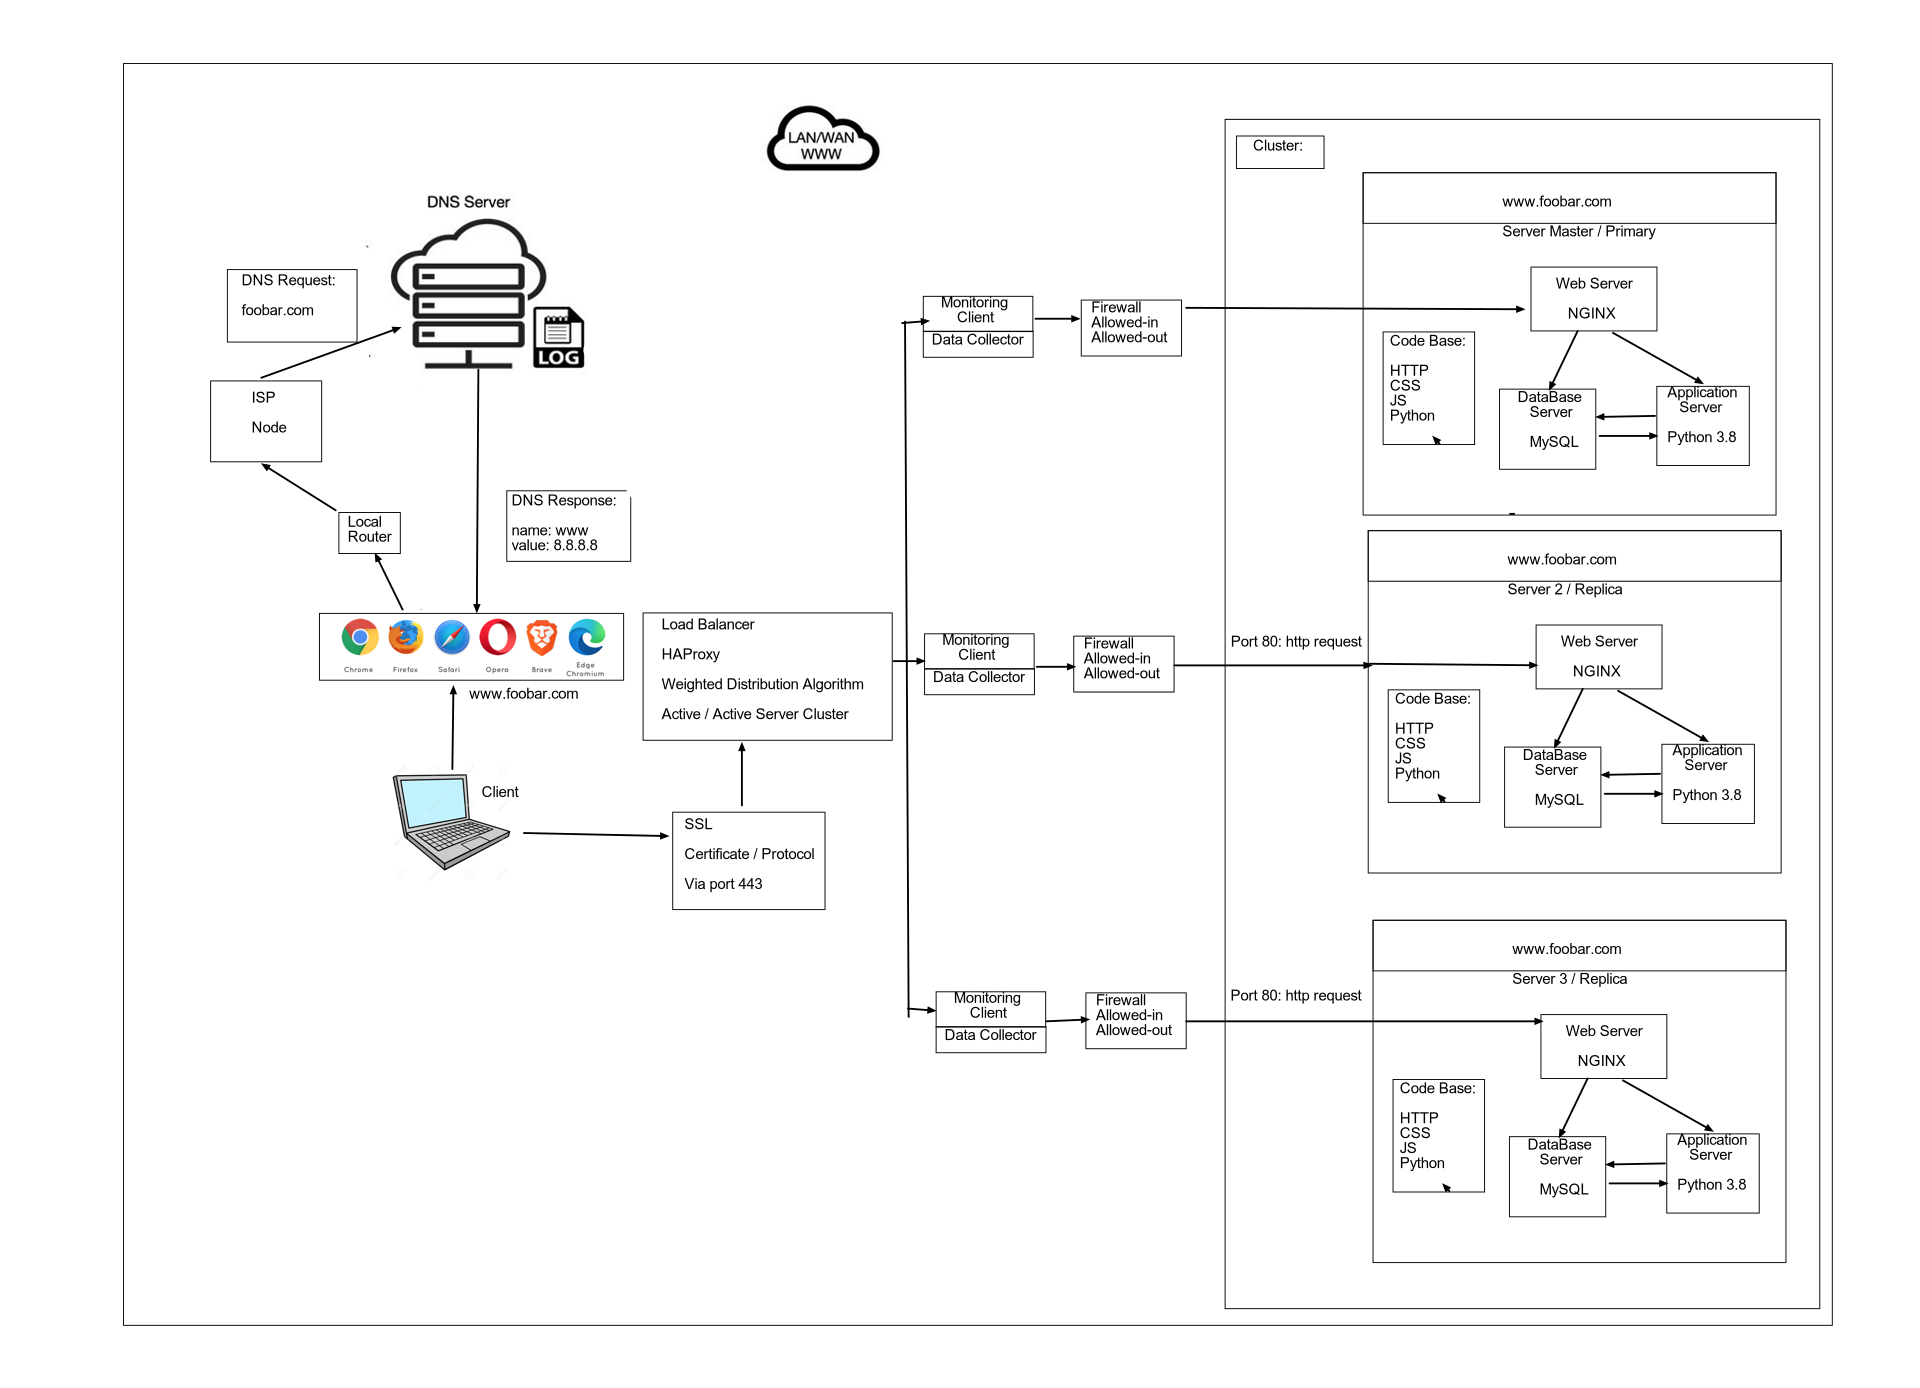 LAN/WAN
WWW
DNS Server
DNS Request:
foobar.com
LOG
ISP
Node
Local
Router
DNS Response:
name: www
value: 8.8.8.8
Chrome
Firefox
Safari
Opera
Brave
Edge
Chromium
www.foobar.com
Client
SSL
Certificate / Protocol
Via port 443
Load Balancer
HAProxy
Weighted Distribution Algorithm
Active / Active Server Cluster
Monitoring
Client
Data Collector
Firewall
Allowed-in
Allowed-out
Monitoring
Client
Data Collector
Firewall
Allowed-in
Allowed-out
Port 80: http request
Monitoring
Client
Data Collector
Firewall
Allowed-in
Allowed-out
Port 80: http request
Cluster:
www.foobar.com
Server Master / Primary
Web Server
NGINX
Code Base:
HTTP
CSS
JS
Python
DataBase
Server
MySQL
Application
Server
Python 3.8
www.foobar.com
Server 2 / Replica
Web Server
NGINX
Code Base:
HTTP
CSS
JS
Python
DataBase
Server
MySQL
Application
Server
Python 3.8
www.foobar.com
Server 3 / Replica
Web Server
NGINX
Code Base:
HTTP
CSS
JS
Python
DataBase
Server
MySQL
Application
Server
Python 3.8